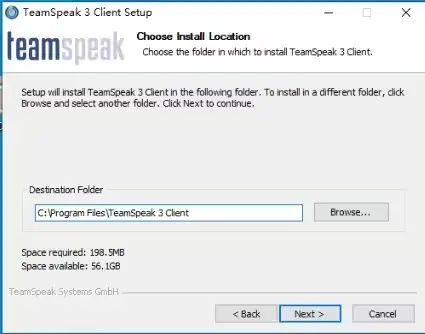 TeamSpeak 3 Client Setup
teamspeak
Choose Install Location
Choose the folder in which to install TeamSpeak 3 Client.
Setup will install TeamSpeak 3 Client in the following folder. To install in a different folder, click
Browse and select another folder. Click Next to continue.
Destination Folder
C:\Program Files\TeamSpeak 3 Client
Browse...
Space required: 198.5MB
Space available: 56.1GB
TeamSpeak Systems GmbH
< Back
Next >
Cancel